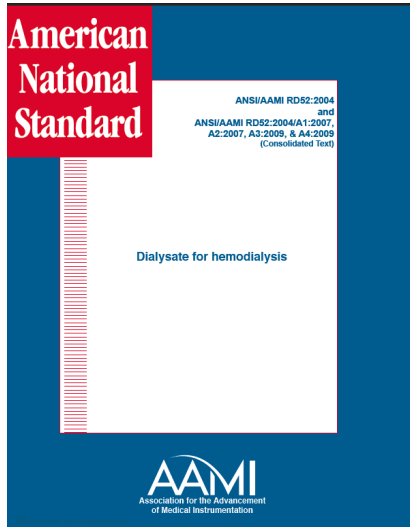 American
National
Standard
ANSI/AAMI RD52:2004
and
ANSI/AAMI RD52:2004/A1:2007,
A2:2007, A3:2009, & A4:2009
(Consolidated Text)
Dialysate for hemodialysis
AAMI
Association for the Advancement
of Medical Instrumentation